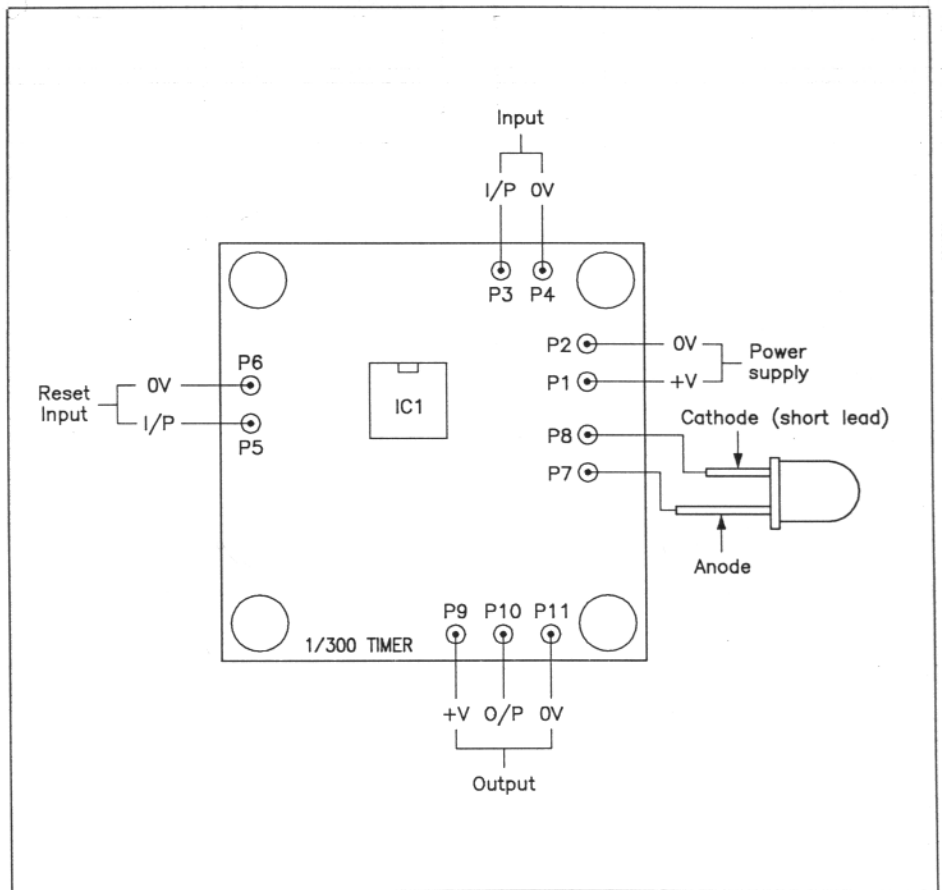 Input
I/P 0V
P3 P4
P2 0V
Power
supply
P1 +V
P6
Reset
Input
0V
I/P
P5
IC1
Cathode (short lead)
P8
P7
Anode
P9 P10 P11
1/300 TIMER
+V O/P 0V
Output